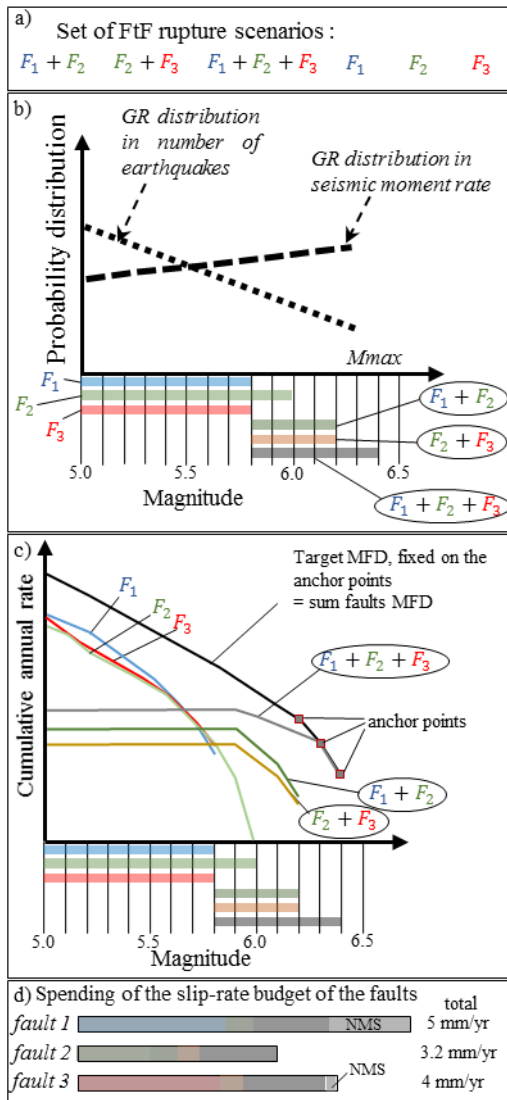 a)
Set of FtF rupture scenarios :
F₁ + F₂ F₂ + F₃ F₁ + F₂ + F₃ F₁ F₂ F₃
b)
GR distribution
in number of
earthquakes
GR distribution in
seismic moment rate
Probability distribution
Mmax
F₁
F₂
F₃
F₁ + F₂
F₂ + F₃
F₁ + F₂ + F₃
5.0 5.5 6.0 6.5
Magnitude
c)
Target MFD, fixed on the
anchor points
= sum faults MFD
F₁
F₂
F₃
F₁ + F₂ + F₃
anchor points
F₁ + F₂
F₂ + F₃
Cumulative annual rate
5.0 5.5 6.0 6.5
Magnitude
d) Spending of the slip-rate budget of the faults
total
fault 1 NMS 5 mm/yr
fault 2 3.2 mm/yr
NMS
fault 3 4 mm/yr